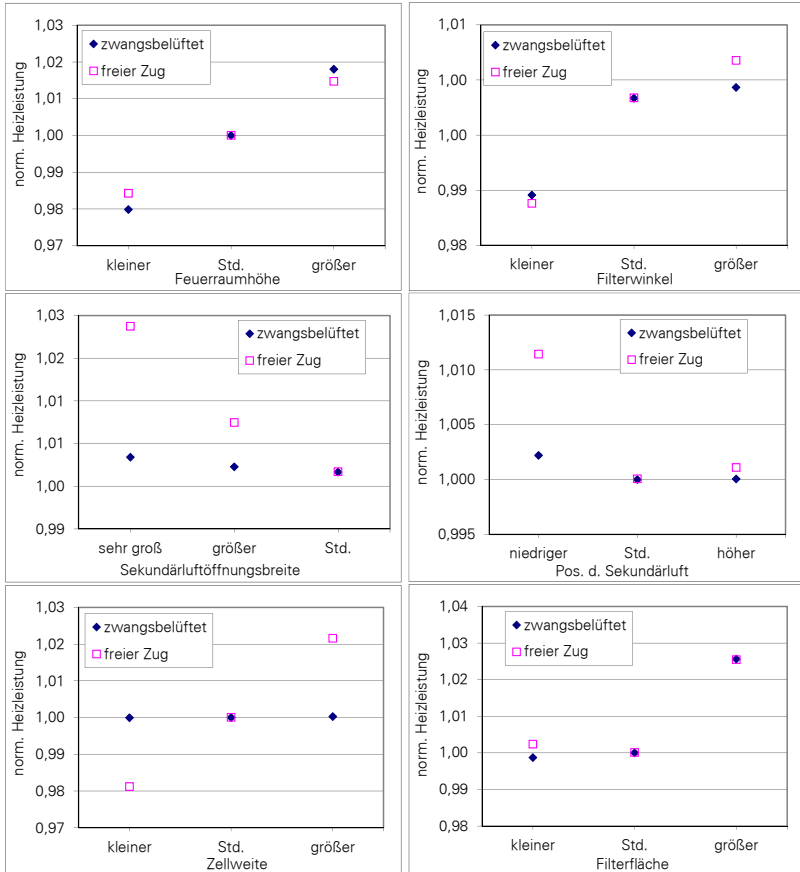 1,03
1,02
1,01
1,00
0,99
0,98
0,97
norm. Heizleistung
zwangsbelüftet
freier Zug
kleiner Std. größer
Feuerraumhöhe
1,01
1,00
1,00
0,99
0,98
norm. Heizleistung
zwangsbelüftet
freier Zug
kleiner Std. größer
Filterwinkel
1,03
1,02
1,01
1,01
1,00
0,99
norm. Heizleistung
zwangsbelüftet
freier Zug
sehr groß größer Std.
Sekundärluftöffnungsbreite
1,015
1,010
1,005
1,000
0,995
norm. Heizleistung
zwangsbelüftet
freier Zug
niedriger Std. höher
Pos. d. Sekundärluft
1,03
1,02
1,01
1,00
0,99
0,98
0,97
norm. Heizleistung
zwangsbelüftet
freier Zug
kleiner Std. größer
Zellweite
1,04
1,03
1,02
1,01
1,00
0,99
0,98
norm. Heizleistung
zwangsbelüftet
freier Zug
kleiner Std. größer
Filterfläche